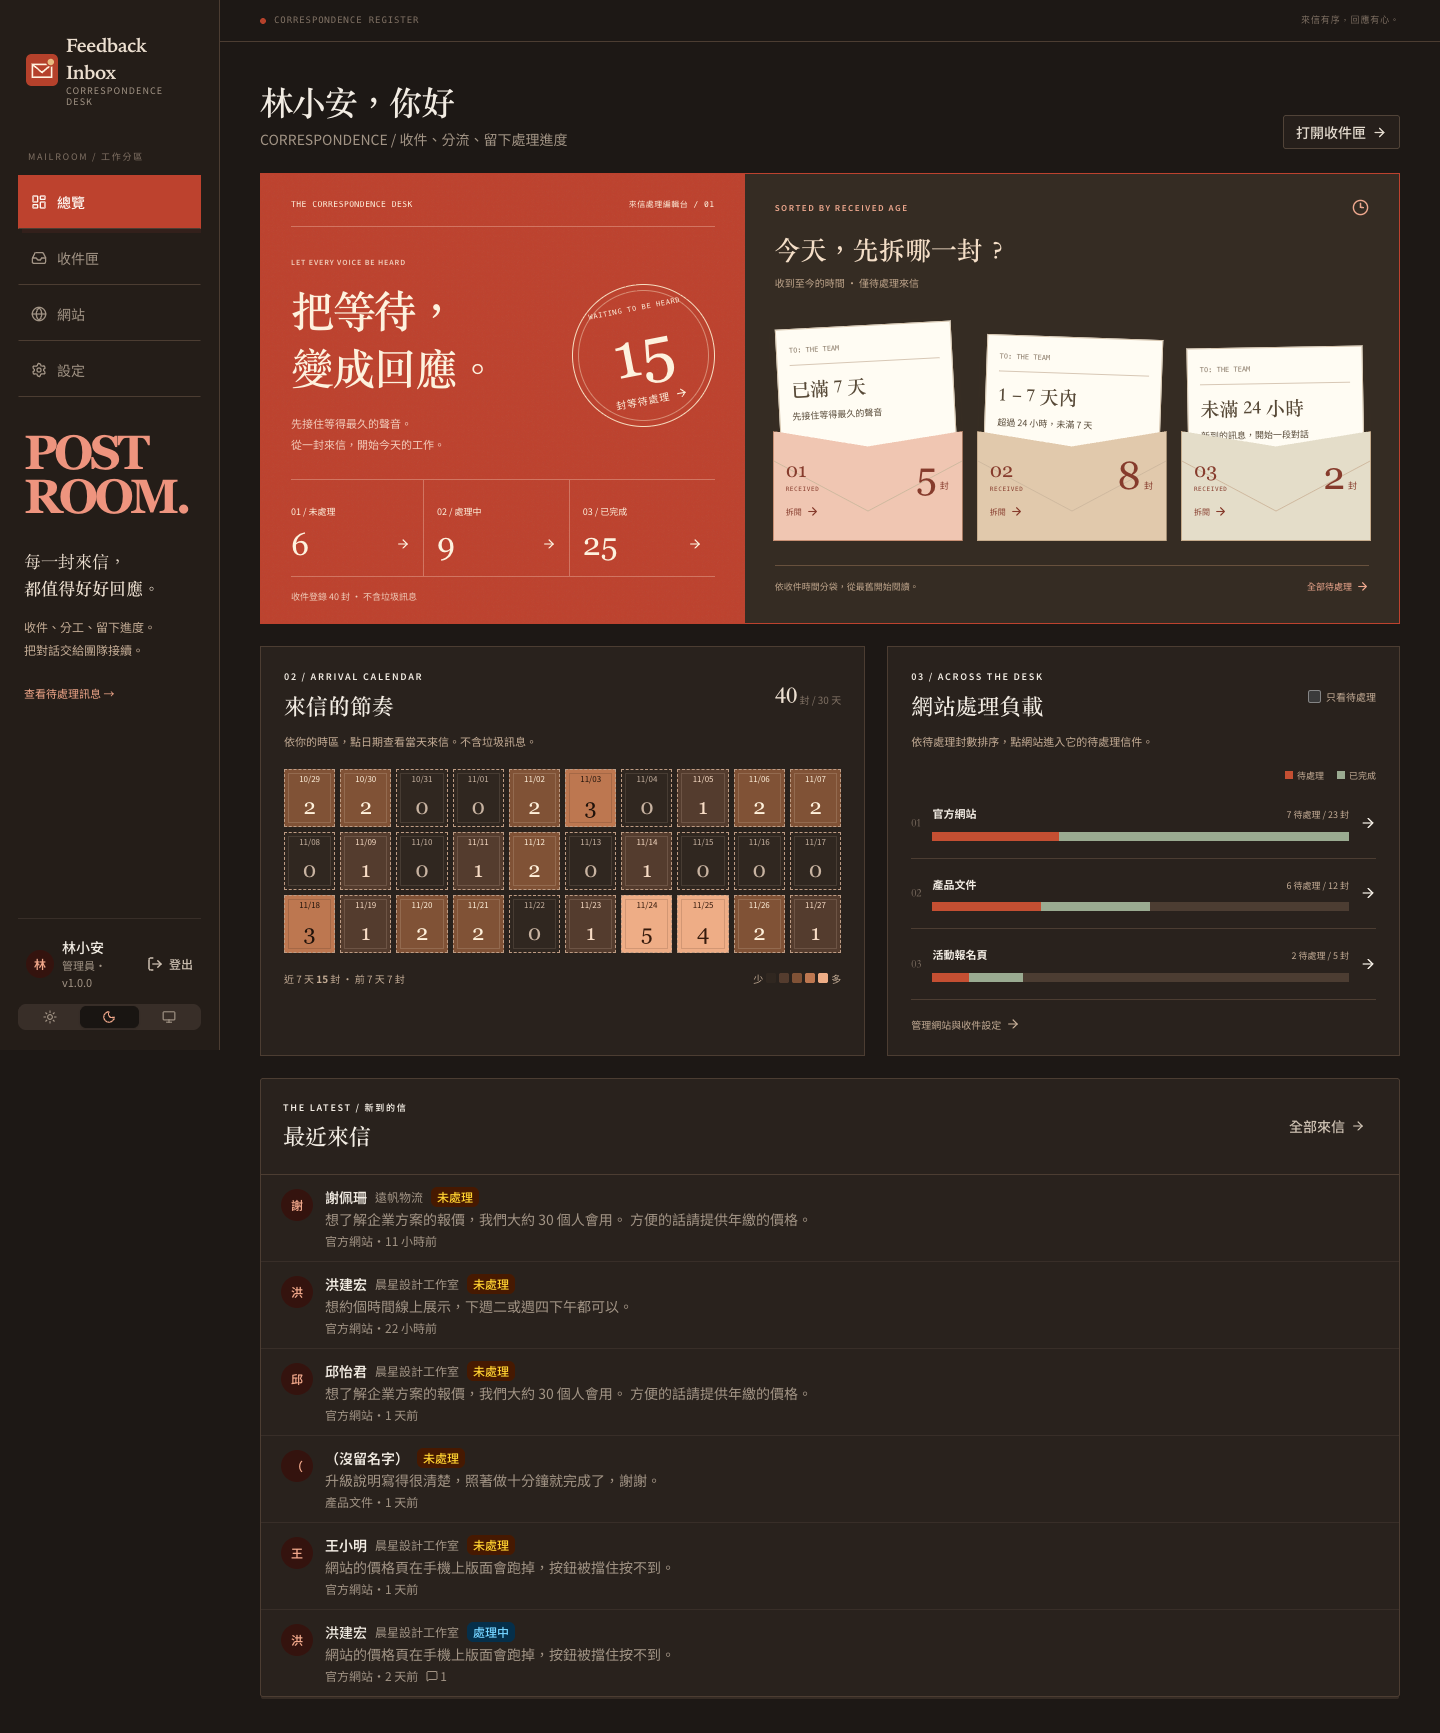 Feedback
Inbox
CORRESPONDENCE
DESK
MAILROOM / 工作分區
總覽
收件匣
網站
設定
POST
ROOM.
每一封來信，
都值得好好回應。
收件、分工、留下進度。
把對話交給團隊接續。
查看待處理訊息 →
林
林小安
管理員・
v1.0.0
登出
CORRESPONDENCE REGISTER
來信有序，回應有心。
林小安，你好
CORRESPONDENCE / 收件、分流、留下處理進度
打開收件匣 →
THE CORRESPONDENCE DESK
來信處理編輯台 / 01
LET EVERY VOICE BE HEARD
把等待，
變成回應。
WAITING TO BE HEARD
15
封等待處理 →
先接住等得最久的聲音。
從一封來信，開始今天的工作。
01 / 未處理
6 →
02 / 處理中
9 →
03 / 已完成
25 →
收件登錄 40 封 · 不含垃圾訊息
SORTED BY RECEIVED AGE
今天，先拆哪一封？
收到至今的時間 · 僅待處理來信
TO: THE TEAM
已滿 7 天
先接住等得最久的聲音
01
RECEIVED
5 封
拆閱 →
TO: THE TEAM
1–7 天內
超過 24 小時，未滿 7 天
02
RECEIVED
8 封
拆閱 →
TO: THE TEAM
未滿 24 小時
新到的訊息，開始一段對話
03
RECEIVED
2 封
拆閱 →
依收件時間分袋，從最舊開始閱讀。
全部待處理 →
02 / ARRIVAL CALENDAR
來信的節奏
40 封 / 30 天
依你的時區，點日期查看當天來信。不含垃圾訊息。
10/29 10/30 10/31 11/01 11/02 11/03 11/04 11/05 11/06 11/07
2 2 0 0 2 3 0 1 2 2
11/08 11/09 11/10 11/11 11/12 11/13 11/14 11/15 11/16 11/17
0 1 0 1 2 0 1 0 0 0
11/18 11/19 11/20 11/21 11/22 11/23 11/24 11/25 11/26 11/27
3 1 2 2 0 1 5 4 2 1
近 7 天 15 封 · 前 7 天 7 封
少 多
03 / ACROSS THE DESK
網站處理負載
只看待處理
依待處理封數排序，點網站進入它的待處理信件。
待處理 已完成
01 官方網站 7 待處理 / 23 封 →
02 產品文件 6 待處理 / 12 封 →
03 活動報名頁 2 待處理 / 5 封 →
管理網站與收件設定 →
THE LATEST / 新到的信
最近來信
全部來信 →
謝
謝佩珊 遠帆物流 未處理
想了解企業方案的報價，我們大約 30 個人會用。 方便的話請提供年繳的價格。
官方網站・11 小時前
洪
洪建宏 晨星設計工作室 未處理
想約個時間線上展示，下週二或週四下午都可以。
官方網站・22 小時前
邱
邱怡君 晨星設計工作室 未處理
想了解企業方案的報價，我們大約 30 個人會用。 方便的話請提供年繳的價格。
官方網站・1 天前
（
（沒留名字） 未處理
升級說明寫得很清楚，照著做十分鐘就完成了，謝謝。
產品文件・1 天前
王
王小明 晨星設計工作室 未處理
網站的價格頁在手機上版面會跑掉，按鈕被擋住按不到。
官方網站・1 天前
洪
洪建宏 晨星設計工作室 處理中
網站的價格頁在手機上版面會跑掉，按鈕被擋住按不到。
官方網站・2 天前 1